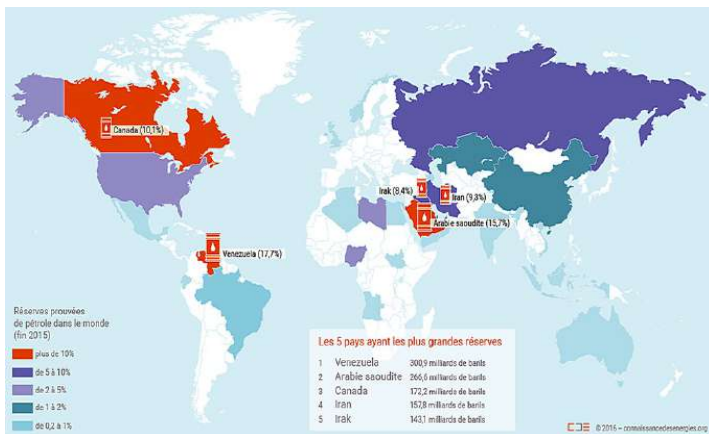 Canada (10,1%)
Irak (8,4%)
Iran (9,3%)
Arabie saoudite (15,7%)
Venezuela (17,7%)
Réserves prouvées
de pétrole dans le monde
(fin 2015)
plus de 10%
de 5 à 10%
de 2 à 5%
de 1 à 2%
de 0,2 à 1%
Les 5 pays ayant les plus grandes réserves
1 Venezuela 300,9 milliards de barils
2 Arabie saoudite 266,6 milliards de barils
3 Canada 172,2 milliards de barils
4 Iran 157,8 milliards de barils
5 Irak 143,1 milliards de barils
CDE © 2016 – connaissancedesenergies.org